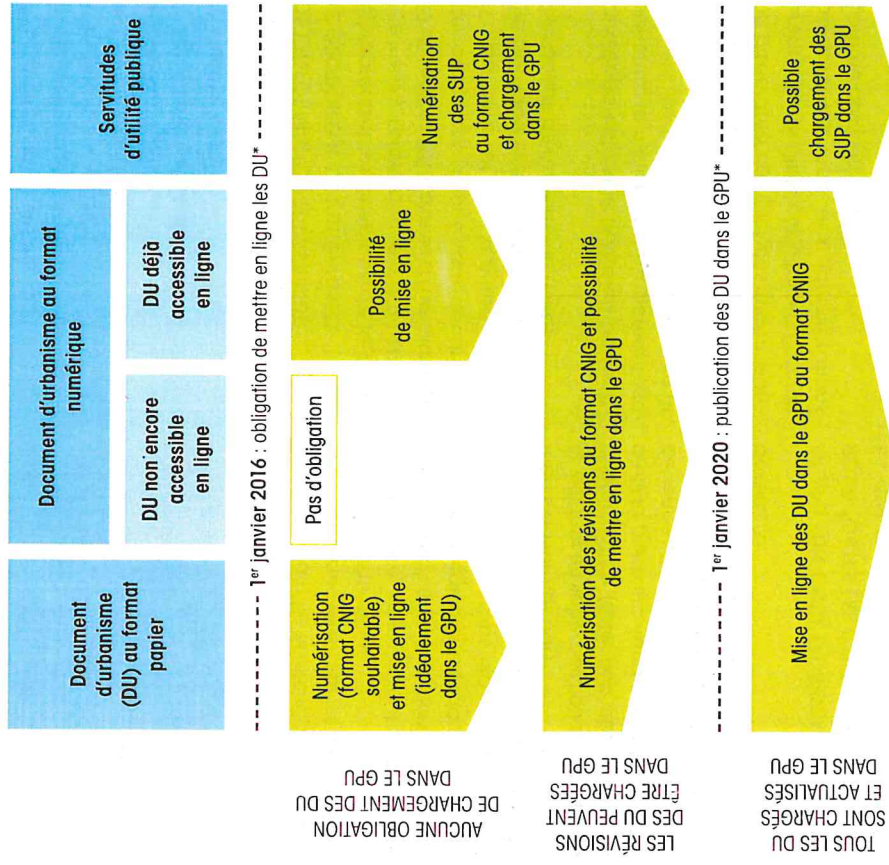 Document
d'urbanisme
(DU) au format
papier
Document d'urbanisme au format
numérique
DU non encore
accessible
en ligne
DU déjà
accessible
en ligne
Servitudes
d'utilité publique
1er janvier 2016 : obligation de mettre en ligne les DU*
AUCUNE OBLIGATION
DE CHARGEMENT DES DU
DANS LE GPU
Numérisation
(format CNIG
souhaitable)
et mise en ligne
(idéalement
dans le GPU)
Pas d'obligation
Possibilité
de mise en ligne
Numérisation
des SUP
au format CNIG
et chargement
dans le GPU
LES RÉVISIONS
DES DU PEUVENT
ÊTRE CHARGÉES
DANS LE GPU
Numérisation des révisions au format CNIG et possibilité
de mettre en ligne dans le GPU
1er janvier 2020 : publication des DU dans le GPU*
TOUS LES DU
SONT CHARGÉS
ET ACTUALISÉS
DANS LE GPU
Mise en ligne des DU dans le GPU au format CNIG
Possible
chargement des
SUP dans le GPU